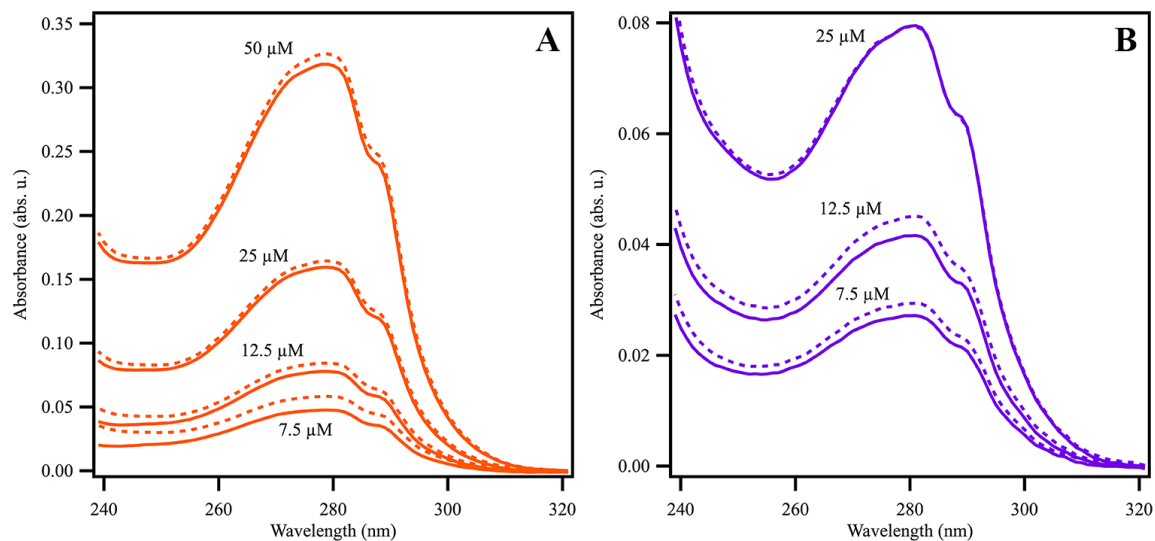 A
0.35
0.30
0.25
0.20
0.15
0.10
0.05
0.00
Absorbance (abs. u.)
50 µM
25 µM
12.5 µM
7.5 µM
240
260
280
300
320
Wavelength (nm)
B
0.08
0.06
0.04
0.02
0.00
Absorbance (abs. u.)
25 µM
12.5 µM
7.5 µM
240
260
280
300
320
Wavelength (nm)